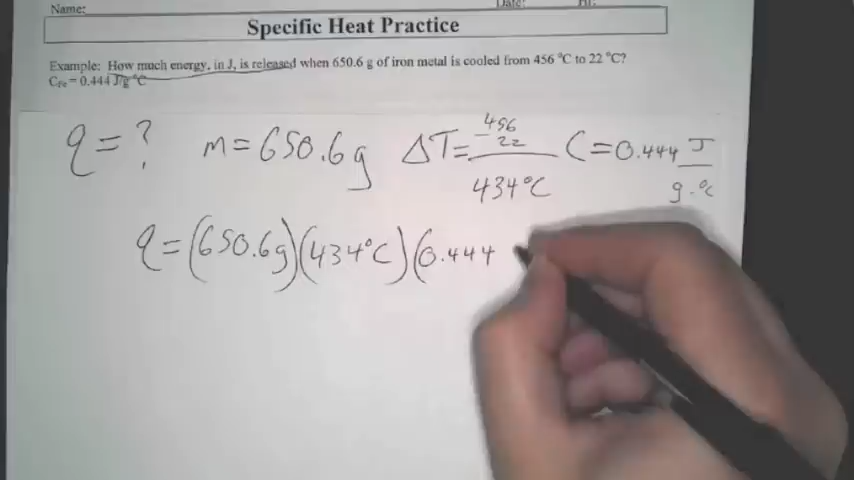 Name: Date: Hr:
Specific Heat Practice
Example: How much energy, in J, is released when 650.6 g of iron metal is cooled from 456 °C to 22 °C?
CFe = 0.444 J/g °C
q = ? m = 650.6g ΔT = 456 C = 0.444 J
- 22
434°C g·°C
q = (650.6g)(434°C)(0.444